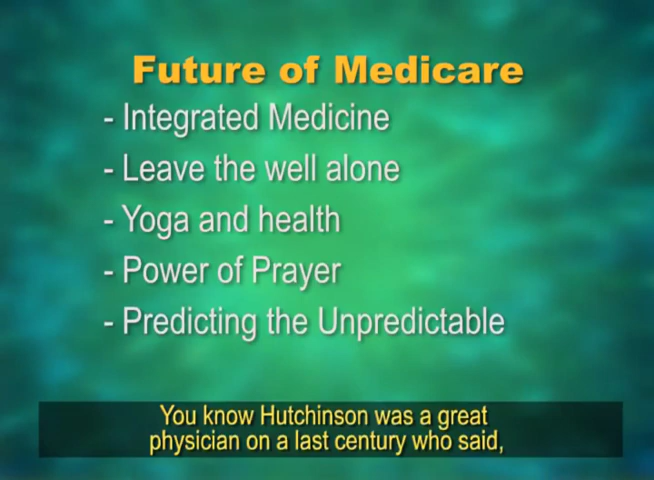 Future of Medicare
- Integrated Medicine
- Leave the well alone
- Yoga and health
- Power of Prayer
- Predicting the Unpredictable
You know Hutchinson was a great
physician on a last century who said,